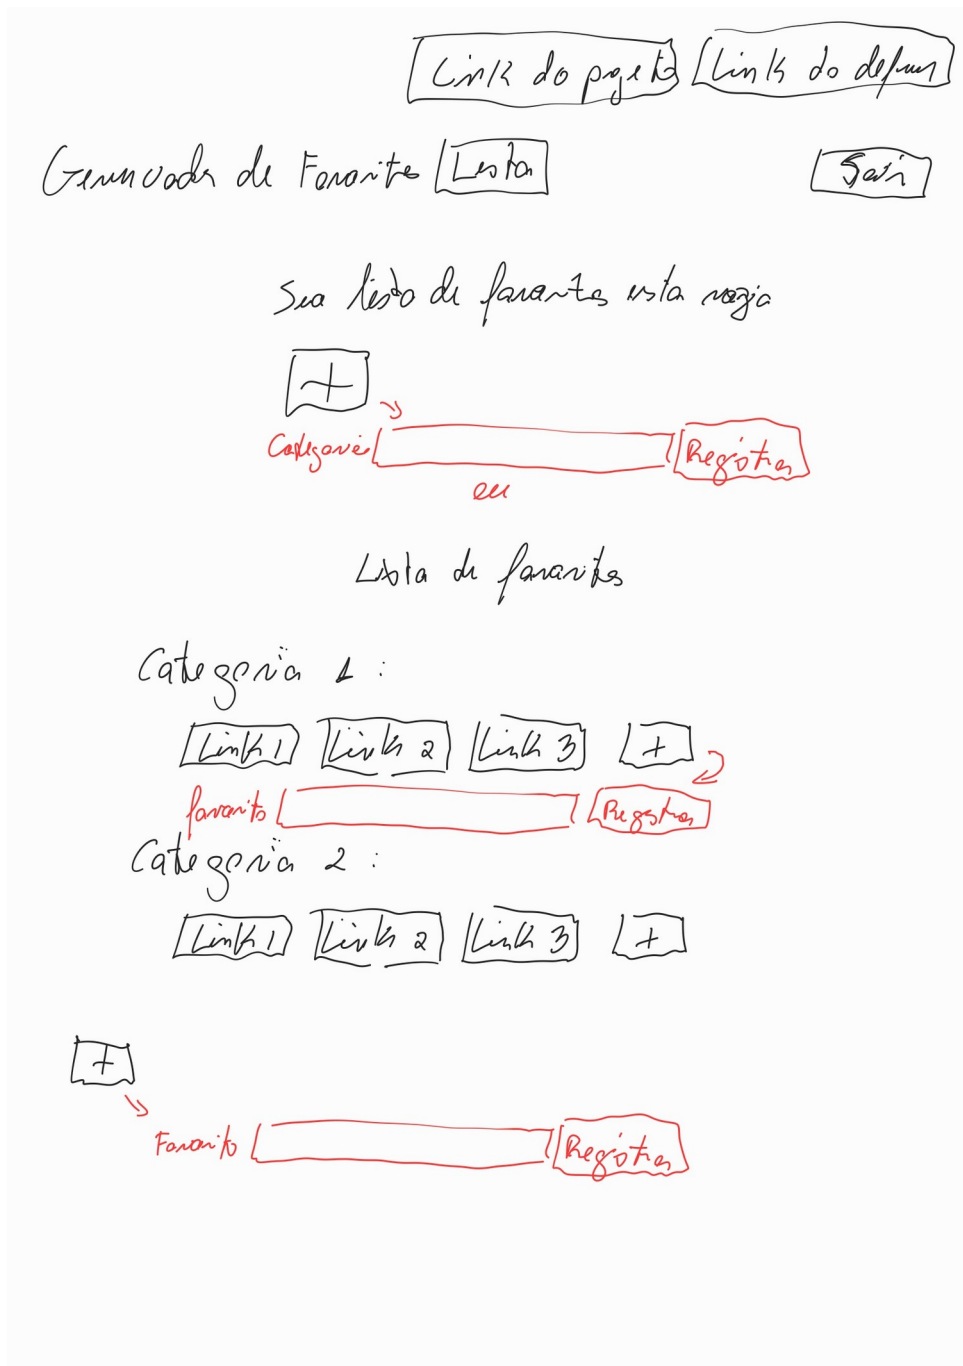 Link do projeto Link do
Gerenciador de Favoritos Lista Sair
Sua lista de favoritos esta vazia
+
Categoria Registrar
ou
Lista de favoritos
Categoria 1 :
Link 1 Link 2 Link 3 +
favorito Registrar
Categoria 2 :
Link 1 Link 2 Link 3 +
+
Favorito Registrar